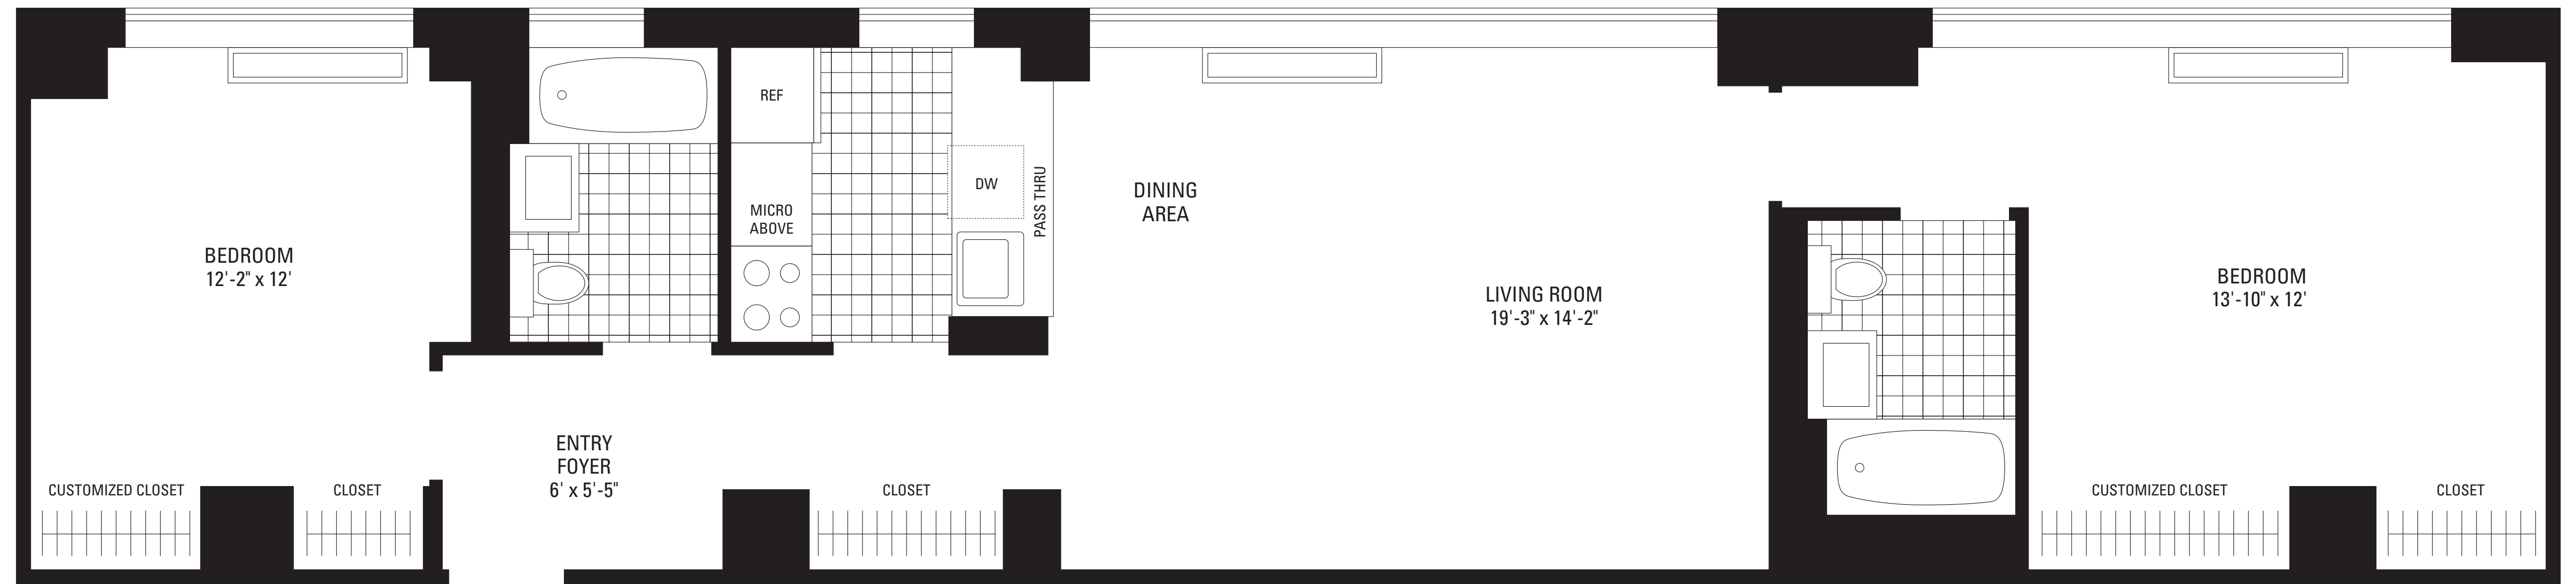 BEDROOM
12'-2" x 12'
CUSTOMIZED CLOSET
CLOSET
ENTRY
FOYER
6' x 5'-5"
REF
MICRO
ABOVE
DW
PASS THRU
CLOSET
DINING
AREA
LIVING ROOM
19'-3" x 14'-2"
BEDROOM
13'-10" x 12'
CUSTOMIZED CLOSET
CLOSET